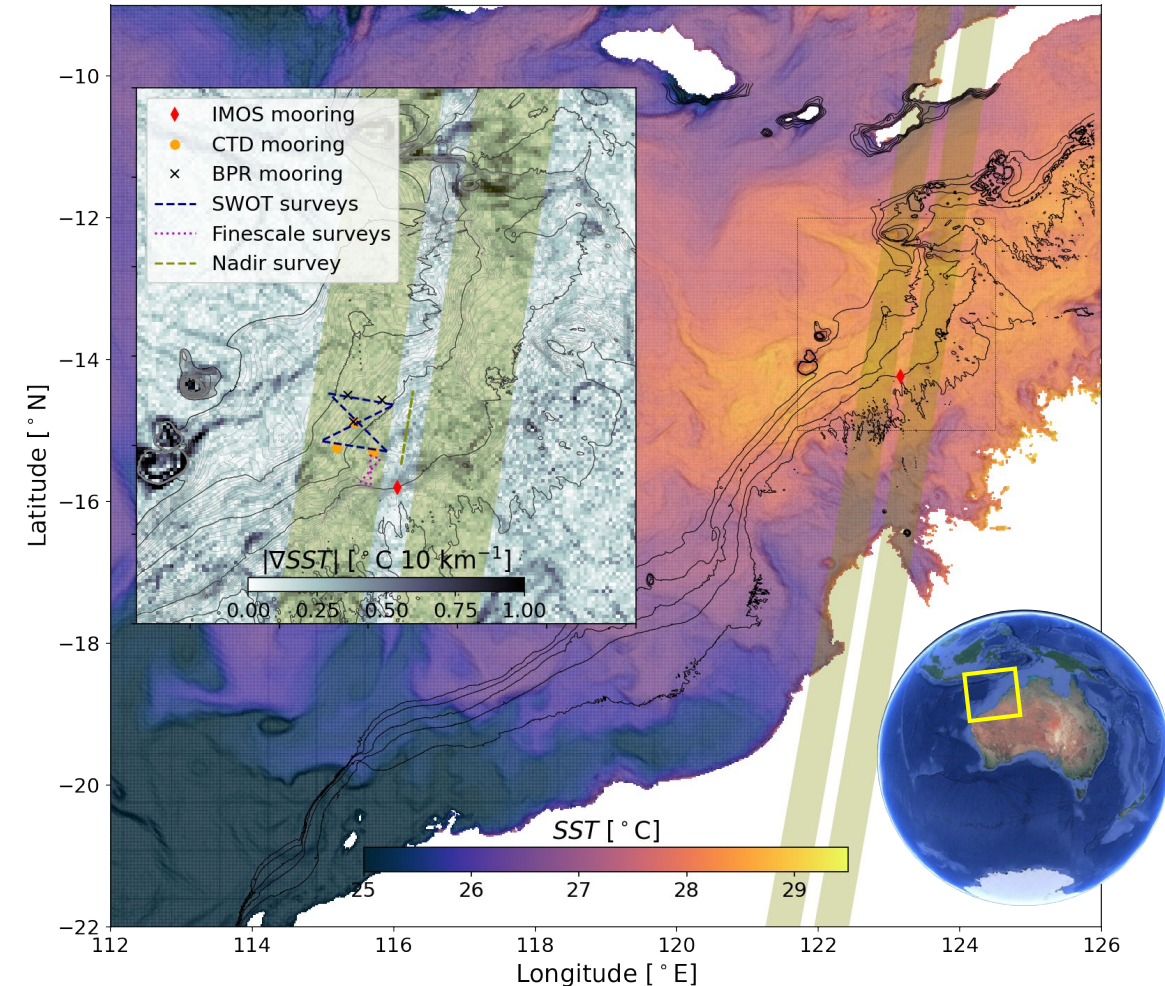 −10
−12
−14
−16
−18
−20
−22
Latitude [°N]
IMOS mooring
CTD mooring
BPR mooring
SWOT surveys
Finescale surveys
Nadir survey
|∇SST| [°C 10 km⁻¹]
0.00 0.25 0.50 0.75 1.00
SST [°C]
25 26 27 28 29
112 114 116 118 120 122 124 126
Longitude [°E]